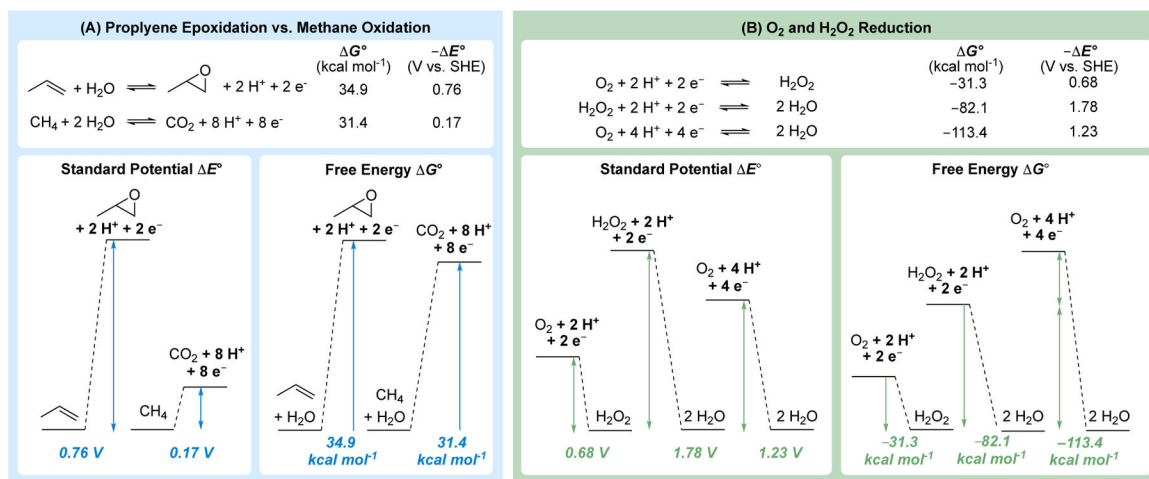 (A) Proplyene Epoxidation vs. Methane Oxidation
ΔG° −ΔE°
(kcal mol⁻¹) (V vs. SHE)
+ H₂O ⇌ O + 2 H⁺ + 2 e⁻ 34.9 0.76
CH₄ + 2 H₂O ⇌ CO₂ + 8 H⁺ + 8 e⁻ 31.4 0.17
Standard Potential ΔE°
O
+ 2 H⁺ + 2 e⁻
CO₂ + 8 H⁺
+ 8 e⁻
CH₄
0.76 V 0.17 V
Free Energy ΔG°
O
+ 2 H⁺ + 2 e⁻
CO₂ + 8 H⁺
+ 8 e⁻
+ H₂O
CH₄
+ H₂O
34.9
kcal mol⁻¹
31.4
kcal mol⁻¹
(B) O₂ and H₂O₂ Reduction
ΔG° −ΔE°
(kcal mol⁻¹) (V vs. SHE)
O₂ + 2 H⁺ + 2 e⁻ ⇌ H₂O₂ −31.3 0.68
H₂O₂ + 2 H⁺ + 2 e⁻ ⇌ 2 H₂O −82.1 1.78
O₂ + 4 H⁺ + 4 e⁻ ⇌ 2 H₂O −113.4 1.23
Standard Potential ΔE°
H₂O₂ + 2 H⁺
+ 2 e⁻
O₂ + 4 H⁺
+ 4 e⁻
O₂ + 2 H⁺
+ 2 e⁻
H₂O₂ 2 H₂O 2 H₂O
0.68 V 1.78 V 1.23 V
Free Energy ΔG°
O₂ + 4 H⁺
+ 4 e⁻
H₂O₂ + 2 H⁺
+ 2 e⁻
O₂ + 2 H⁺
+ 2 e⁻
H₂O₂ 2 H₂O 2 H₂O
−31.3
kcal mol⁻¹
−82.1
kcal mol⁻¹
−113.4
kcal mol⁻¹